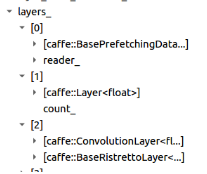 layers_
[0]
[caffe::BasePrefetchingData...]
reader_
[1]
[caffe::Layer<float>]
count_
[2]
[caffe::ConvolutionLayer<fl...]
[caffe::BaseRistrettoLayer<...]